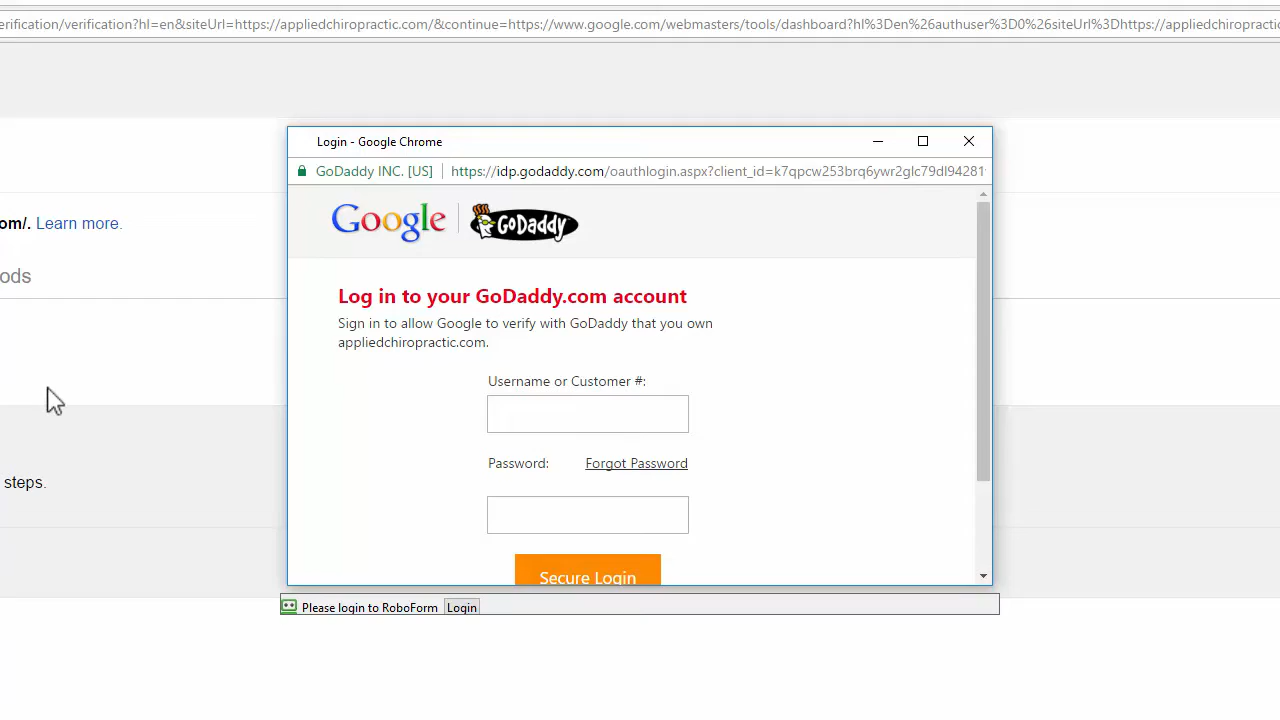 erification/verification?hl=en&siteUrl=https://appliedchiropractic.com/&continue=https://www.google.com/webmasters/tools/dashboard?hl%3Den%26authuser%3D0%26siteUrl%3Dhttps://appliedchiropractic
Login - Google Chrome
GoDaddy INC. [US] https://idp.godaddy.com/oauthlogin.aspx?client_id=k7qpcw253brq6ywr2glc79dl94281
Google GoDaddy
om/. Learn more.
ods
Log in to your GoDaddy.com account
Sign in to allow Google to verify with GoDaddy that you own
appliedchiropractic.com.
Username or Customer #:
Password: Forgot Password
steps.
Secure Login
Please login to RoboForm Login